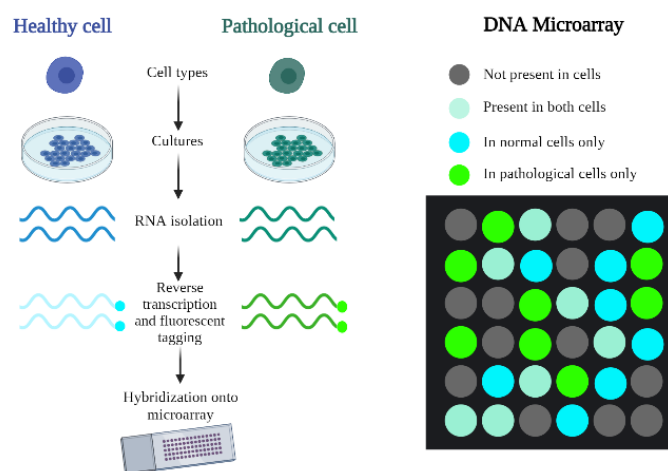 Healthy cell
Pathological cell
Cell types
Cultures
RNA isolation
Reverse
transcription
and fluorescent
tagging
Hybridization onto
microarray
DNA Microarray
Not present in cells
Present in both cells
In normal cells only
In pathological cells only